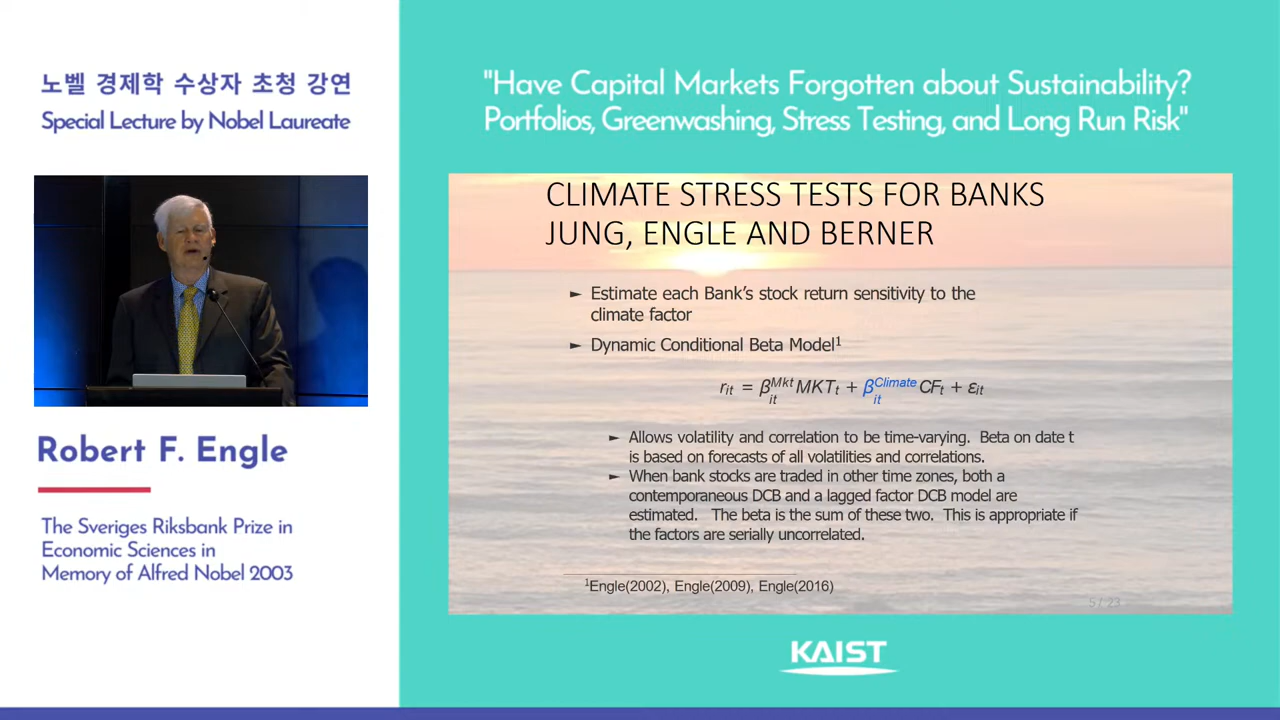 노벨 경제학 수상자 초청 강연
Special Lecture by Nobel Laureate
Robert F. Engle
The Sveriges Riksbank Prize in
Economic Sciences in
Memory of Alfred Nobel 2003
"Have Capital Markets Forgotten about Sustainability?
Portfolios, Greenwashing, Stress Testing, and Long Run Risk"
CLIMATE STRESS TESTS FOR BANKS
JUNG, ENGLE AND BERNER
► Estimate each Bank's stock return sensitivity to the
climate factor
► Dynamic Conditional Beta Model¹
rᵢₜ = βᵢₜᴹᵏᵗ MKTₜ + βᵢₜᶜˡⁱᵐᵃᵗᵉ CFₜ + εᵢₜ
► Allows volatility and correlation to be time-varying. Beta on date t
is based on forecasts of all volatilities and correlations.
► When bank stocks are traded in other time zones, both a
contemporaneous DCB and a lagged factor DCB model are
estimated. The beta is the sum of these two. This is appropriate if
the factors are serially uncorrelated.
¹Engle(2002), Engle(2009), Engle(2016)
5 / 23
KAIST